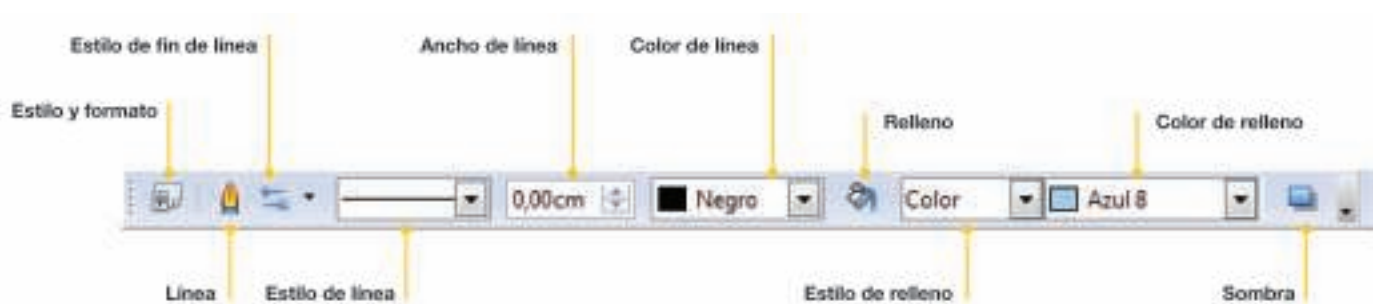 Estilo de fin de línea
Ancho de línea
Color de línea
Estilo y formato
Relleno
Color de relleno
0,00cm
Negro
Color
Azul 8
Línea
Estilo de línea
Estilo de relleno
Sombra